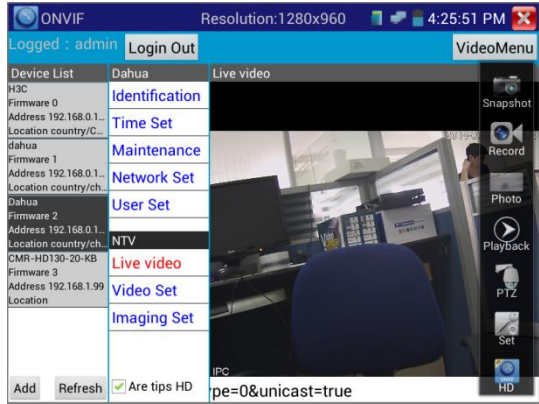 ONVIF
Resolution:1280x960
4:25:51 PM
Logged : admin
Login Out
VideoMenu
Device List
H3C
Firmware 0
Address 192.168.0.1...
Location country/C...
dahua
Firmware 1
Address 192.168.0.1...
Location country/ch...
Dahua
Firmware 2
Address 192.168.0.1...
Location country/ch...
CMR-HD130-20-KB
Firmware 3
Address 192.168.1.99
Location
Add
Refresh
Dahua
Identification
Time Set
Maintenance
Network Set
User Set
NTV
Live video
Video Set
Imaging Set
Are tips HD
Live video
IPC
ype=0&unicast=true
Snapshot
Record
Photo
Playback
PTZ
Set
HD